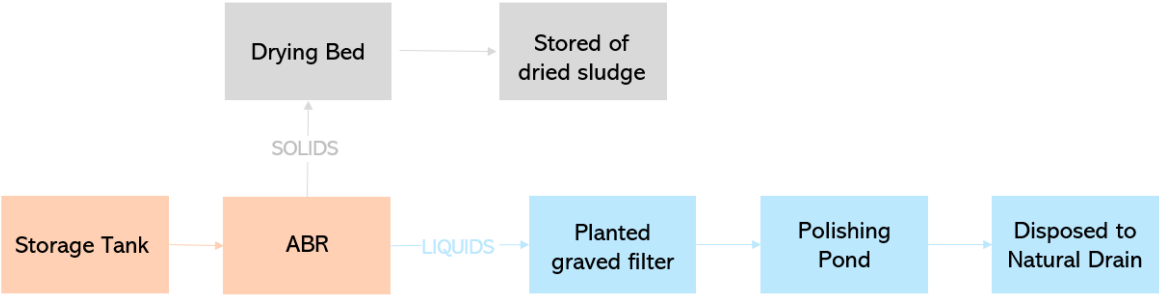 Drying Bed
Stored of
dried sludge
SOLIDS
Storage Tank
ABR
LIQUIDS
Planted
graved filter
Polishing
Pond
Disposed to
Natural Drain